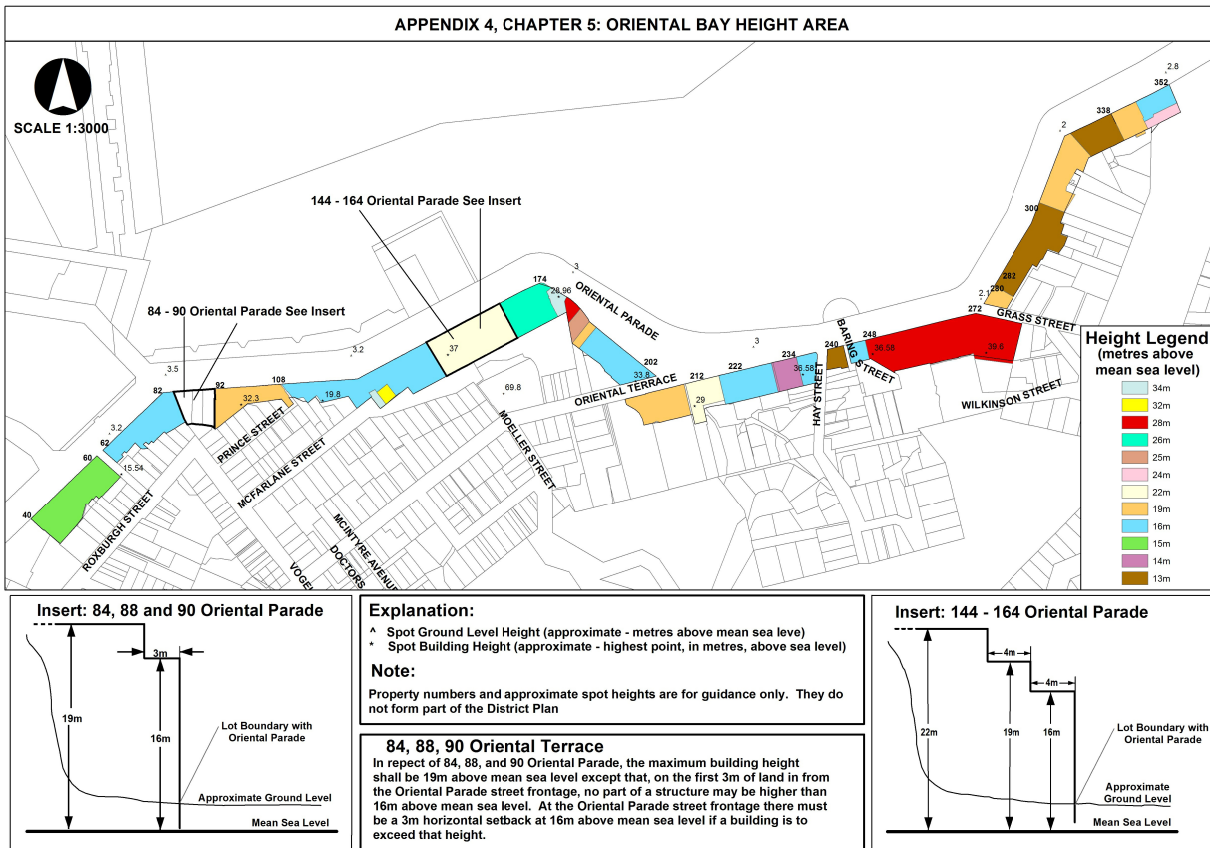 APPENDIX 4, CHAPTER 5: ORIENTAL BAY HEIGHT AREA
SCALE 1:3000
144 - 164 Oriental Parade See Insert
84 - 90 Oriental Parade See Insert
2.8
352
338
2
300
282
280
2.1
272
GRASS STREET
3
174
28.96
ORIENTAL PARADE
37
3.2
3.5
82
92
108
32.3
19.8
3.2
62
60
15.54
40
69.8
202
33.8
ORIENTAL TERRACE
212
29
222
234
36.58
3
240
248
BARING STREET
36.55
39.6
HAY STREET
WILKINSON STREET
PRINCE STREET
MCFARLANE STREET
MOELLER STREET
ROXBURGH STREET
MCINTYRE AVENUE
DOCTORS
VOGEL
Height Legend
(metres above
mean sea level)
34m
32m
28m
26m
25m
24m
22m
19m
16m
15m
14m
13m
Insert: 84, 88 and 90 Oriental Parade
3m
19m
16m
Lot Boundary with
Oriental Parade
Approximate Ground Level
Mean Sea Level
Explanation:
^ Spot Ground Level Height (approximate - metres above mean sea level)
* Spot Building Height (approximate - highest point, in metres, above sea level)
Note:
Property numbers and approximate spot heights are for guidance only. They do
not form part of the District Plan
84, 88, 90 Oriental Terrace
In repect of 84, 88, and 90 Oriental Parade, the maximum building height
shall be 19m above mean sea level except that, on the first 3m of land in from
the Oriental Parade street frontage, no part of a structure may be higher than
16m above mean sea level. At the Oriental Parade street frontage there must
be a 3m horizontal setback at 16m above mean sea level if a building is to
exceed that height.
Insert: 144 - 164 Oriental Parade
4m
4m
22m
19m
16m
Lot Boundary with
Oriental Parade
Approximate
Ground Level
Mean Sea Level